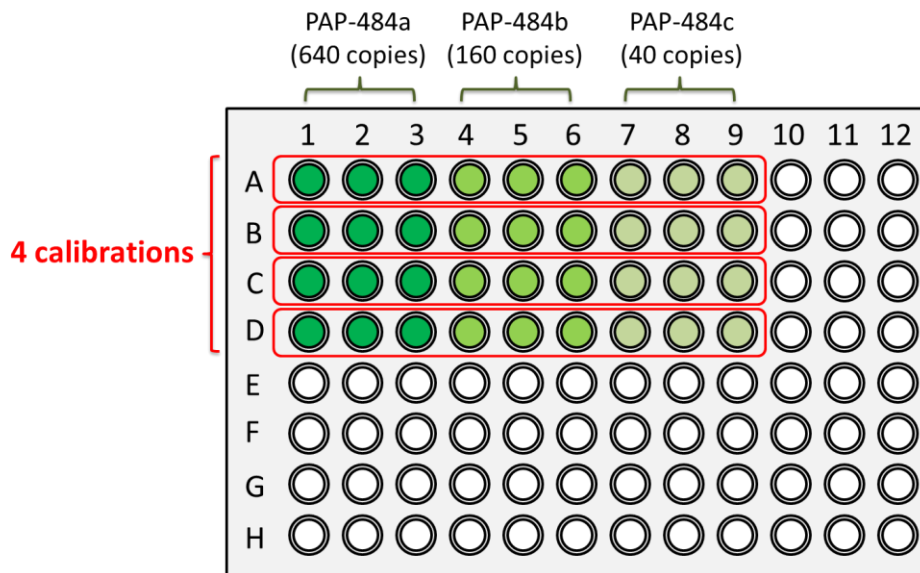 PAP-484a PAP-484b PAP-484c
(640 copies) (160 copies) (40 copies)
1 2 3 4 5 6 7 8 9 10 11 12
A
B
4 calibrations
C
D
E
F
G
H